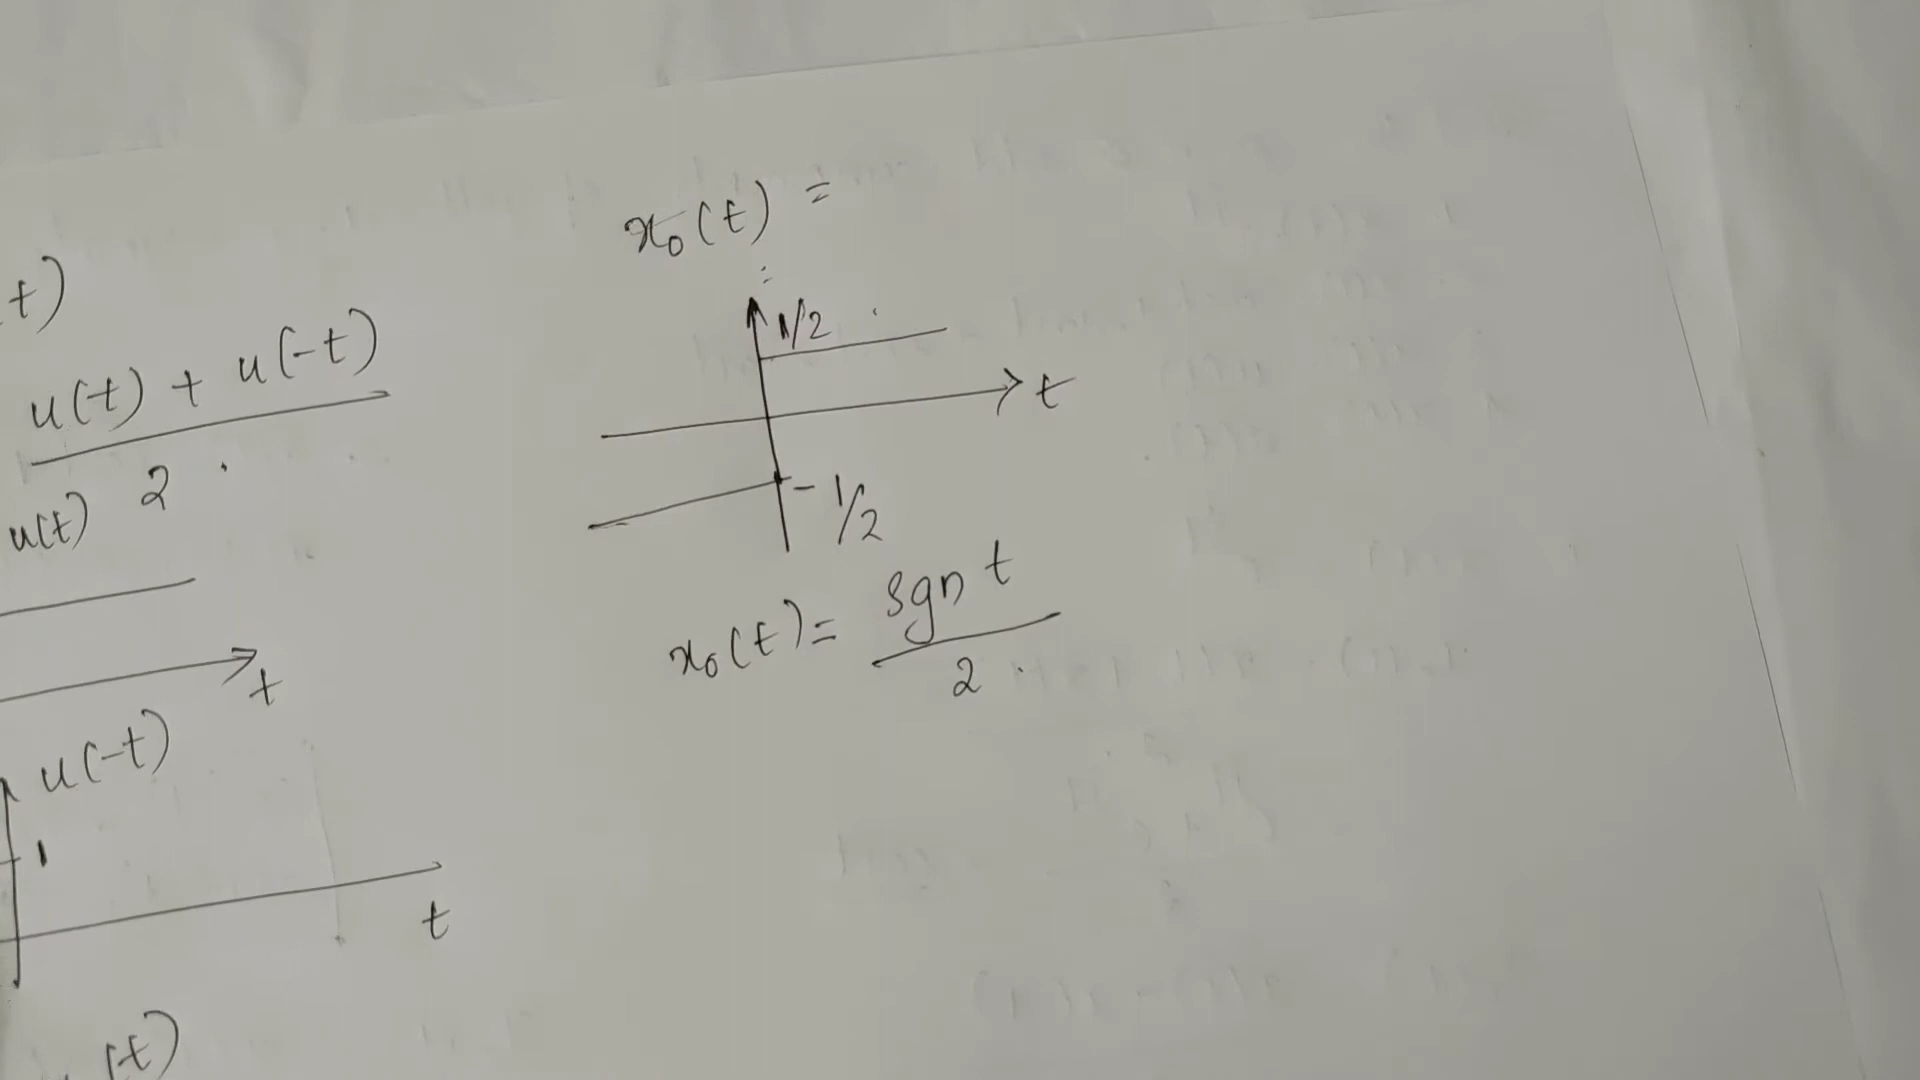 t)
u(t) + u(-t)
2
u(t)
t
u(-t)
1
t
(t)
x₀(t) =
1/2
t
- 1/2
x₀(t) = sgn t
2